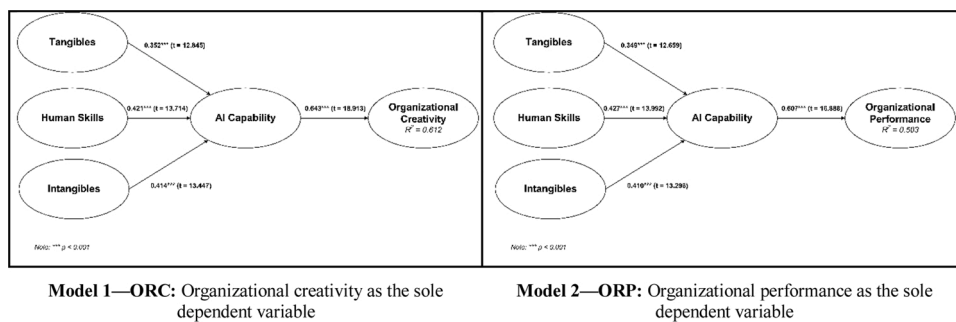 Tangibles
0.352*** (t = 12.845)
Human Skills
0.421*** (t = 13.714)
AI Capability
0.643*** (t = 18.913)
Organizational
Creativity
R² = 0.612
Intangibles
0.414*** (t = 13.447)
Note: *** p < 0.001
Model 1—ORC: Organizational creativity as the sole
dependent variable
Tangibles
0.349*** (t = 12.659)
Human Skills
0.427*** (t = 13.992)
AI Capability
0.607*** (t = 16.888)
Organizational
Performance
R² = 0.503
Intangibles
0.410*** (t = 13.298)
Note: *** p < 0.001
Model 2—ORP: Organizational performance as the sole
dependent variable